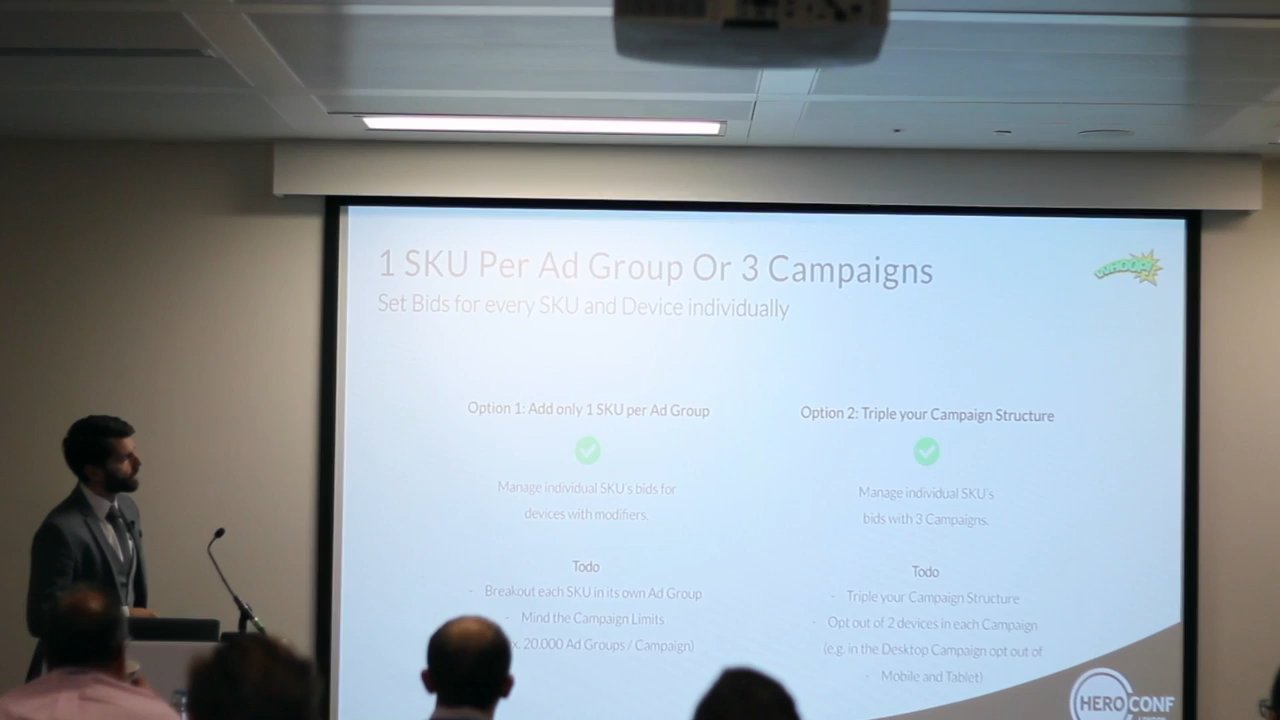 1 SKU Per Ad Group Or 3 Campaigns
Set Bids for every SKU and Device individually
WHOOP!
Option 1: Add only 1 SKU per Ad Group
Manage individual SKU's bids for
devices with modifiers.
Todo
- Breakout each SKU in its own Ad Group
- Mind the Campaign Limits
20.000 Ad Groups / Campaign)
Option 2: Triple your Campaign Structure
Manage individual SKU's
bids with 3 Campaigns.
Todo
- Triple your Campaign Structure
- Opt out of 2 devices in each Campaign
(e.g. in the Desktop Campaign opt out of
- Mobile and Tablet)
HEROCONF